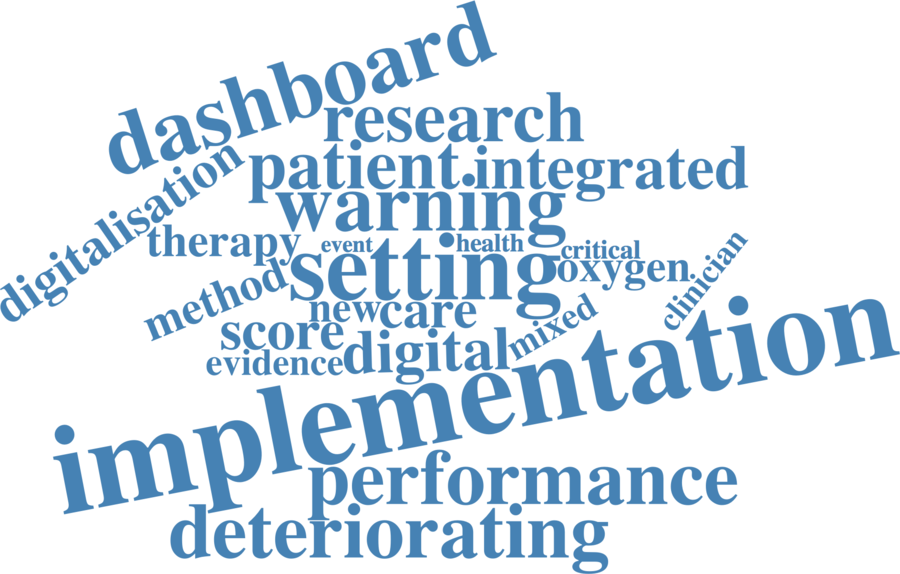 dashboard
research
digitalisation
patient
integrated
warning
therapy
event
health
critical
setting
oxygen
clinician
method
new
care
score
mixed
evidence
digital
implementation
performance
deteriorating